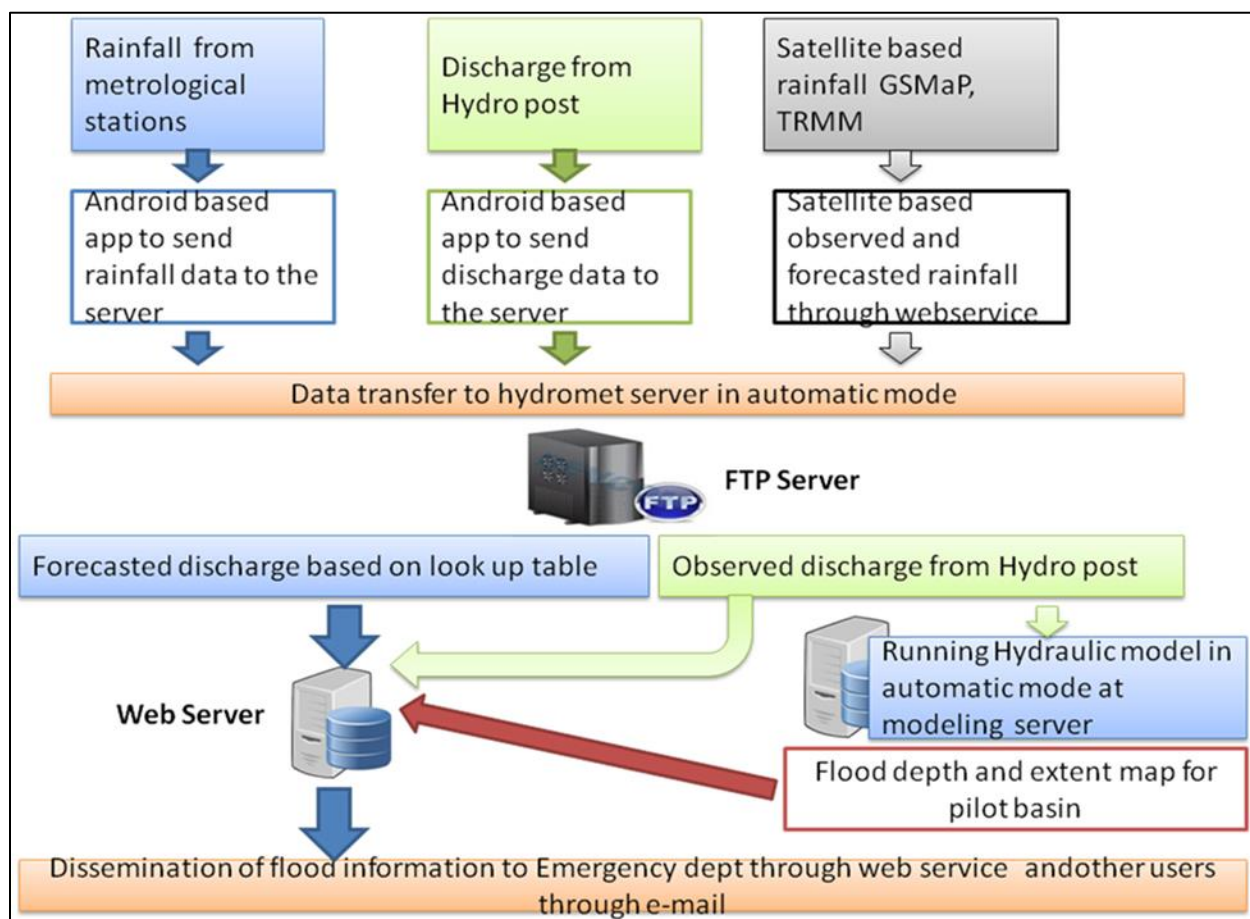 Rainfall from
metrological
stations
Discharge from
Hydro post
Satellite based
rainfall GSMaP,
TRMM
Android based
app to send
rainfall data to the
server
Android based
app to send
discharge data to
the server
Satellite based
observed and
forecasted rainfall
through webservice
Data transfer to hydromet server in automatic mode
FTP
FTP Server
Forecasted discharge based on look up table
Observed discharge from Hydro post
Running Hydraulic model in
automatic mode at
modeling server
Web Server
Flood depth and extent map for
pilot basin
Dissemination of flood information to Emergency dept through web service andother users
through e-mail